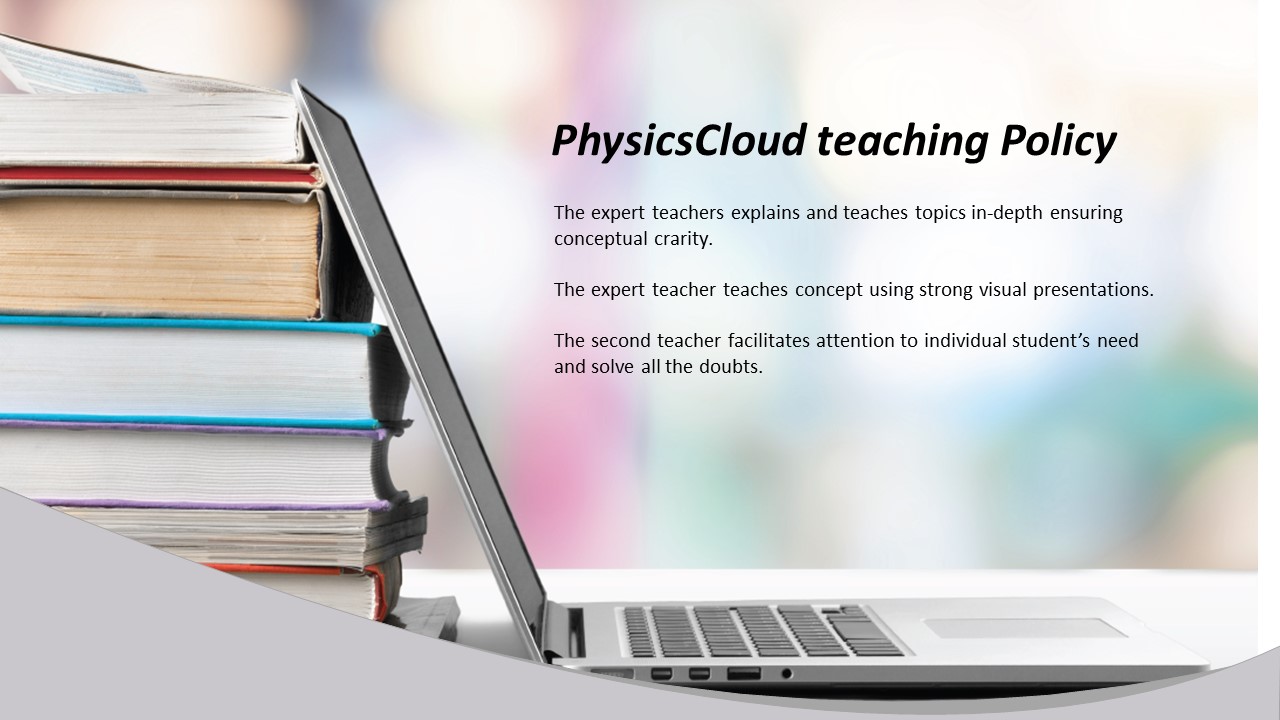 PhysicsCloud teaching Policy
The expert teachers explains and teaches topics in-depth ensuring
conceptual crarity.
The expert teacher teaches concept using strong visual presentations.
The second teacher facilitates attention to individual student’s need
and solve all the doubts.